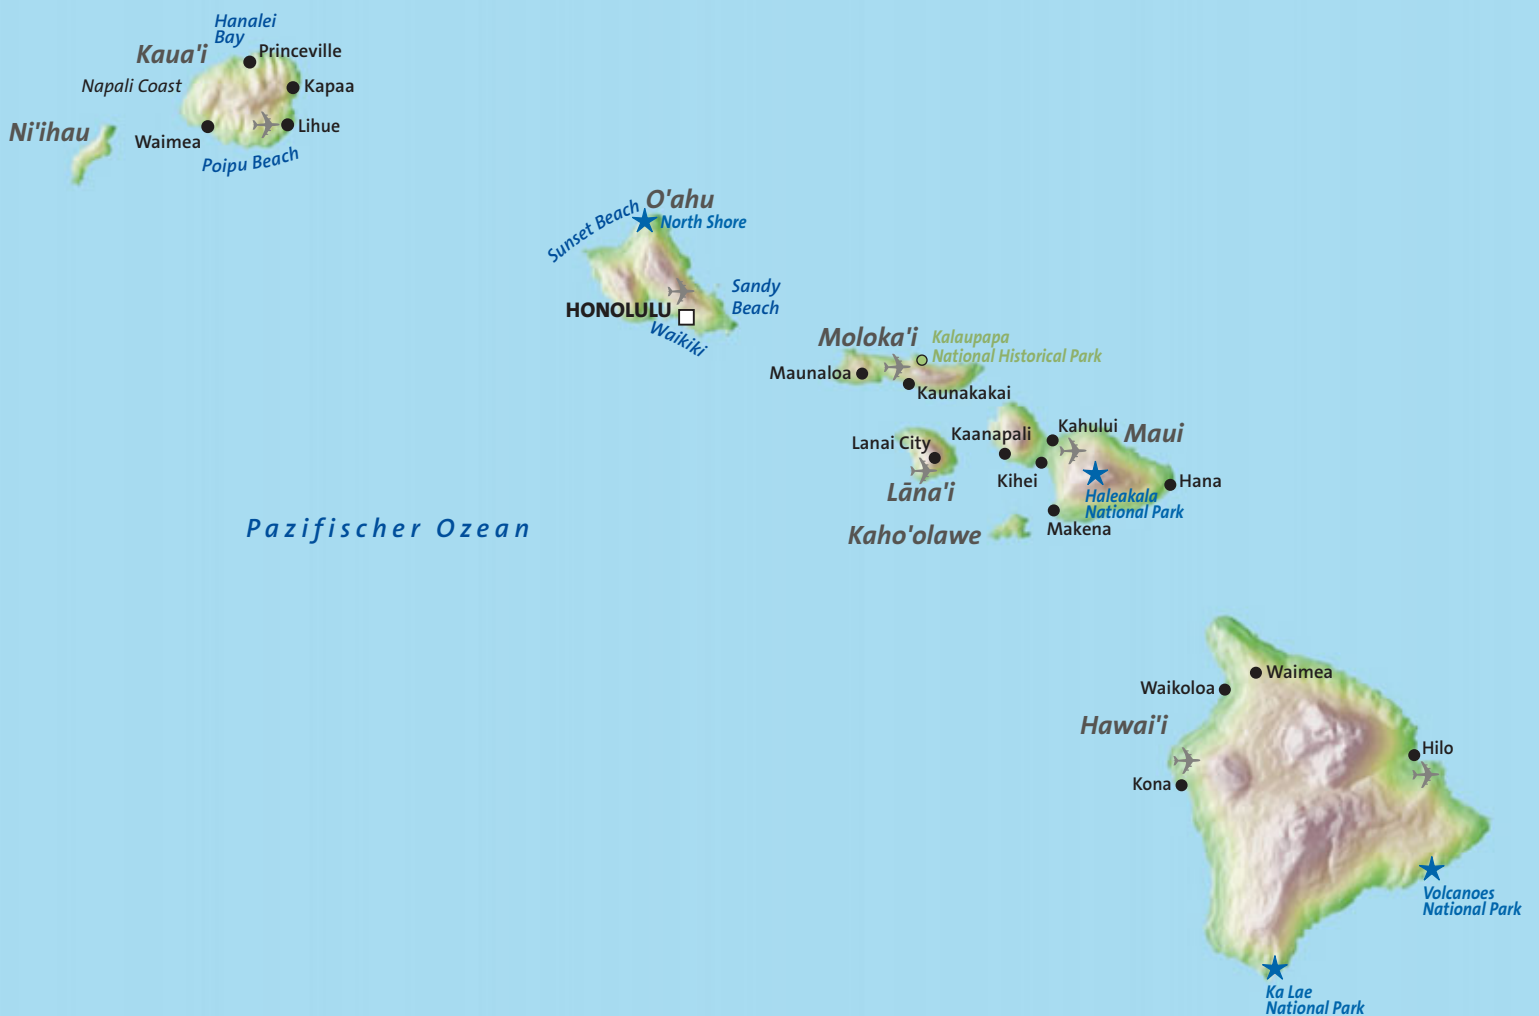 Hanalei
Bay
Kaua'i
Princeville
Napali Coast
Kapaa
Ni'ihau
Waimea
Lihue
Poipu Beach
O'ahu
Sunset Beach
North Shore
Sandy
Beach
HONOLULU
Waikiki
Moloka'i
Kalaupapa
National Historical Park
Maunaloa
Kaunakakai
Kaanapali
Kahului
Maui
Lanai City
Kihei
Hana
Lāna'i
Haleakala
National Park
Kaho'olawe
Makena
Pazifischer Ozean
Waimea
Waikoloa
Hawai'i
Hilo
Kona
Volcanoes
National Park
Ka Lae
National Park